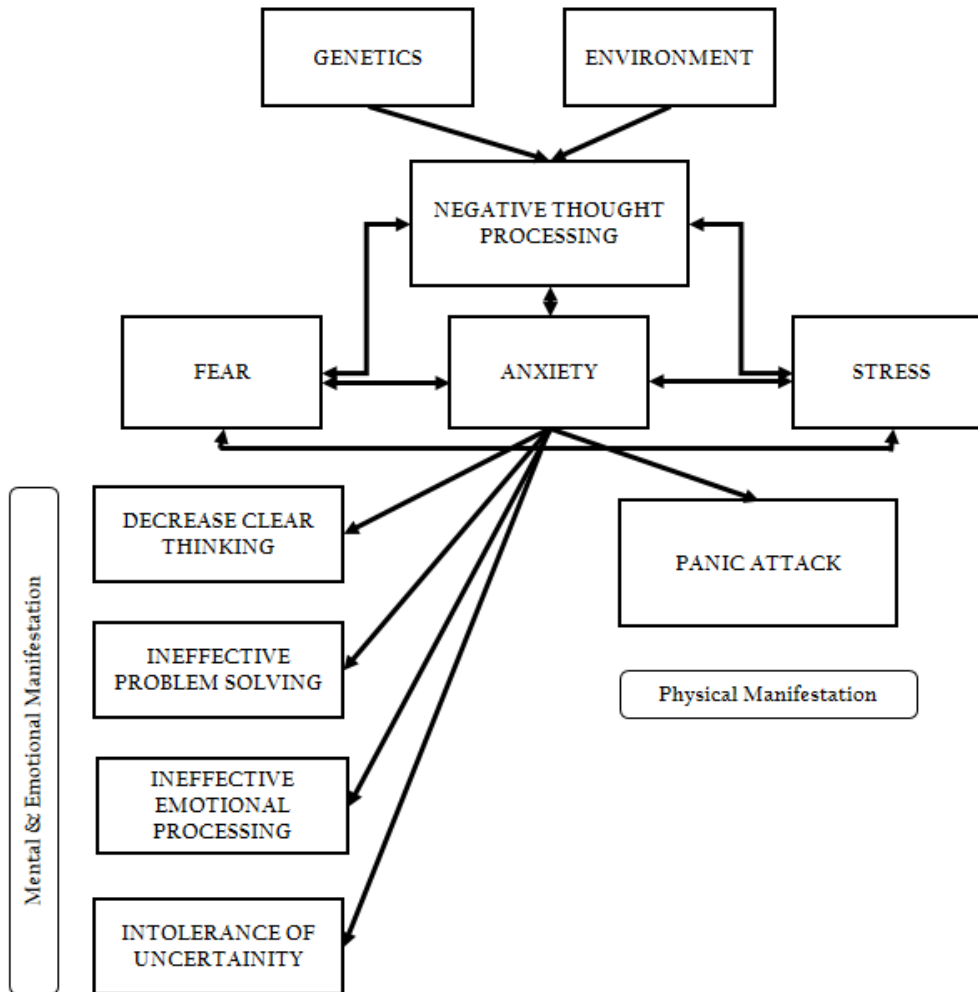 GENETICS
ENVIRONMENT
NEGATIVE THOUGHT
PROCESSING
FEAR
ANXIETY
STRESS
Mental & Emotional Manifestation
DECREASE CLEAR
THINKING
PANIC ATTACK
INEFFECTIVE
PROBLEM SOLVING
Physical Manifestation
INEFFECTIVE
EMOTIONAL
PROCESSING
INTOLERANCE OF
UNCERTAINITY